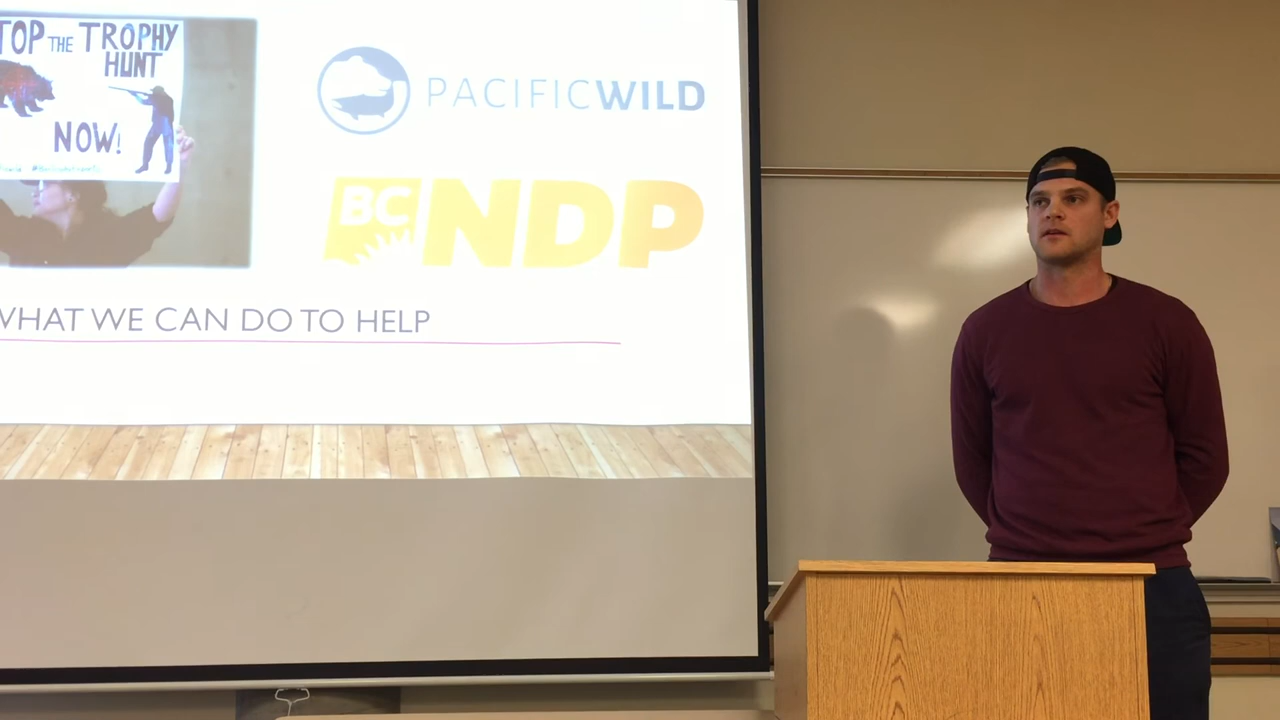 TOP THE TROPHY
HUNT
NOW!
PACIFICWILD
BC NDP
WHAT WE CAN DO TO HELP